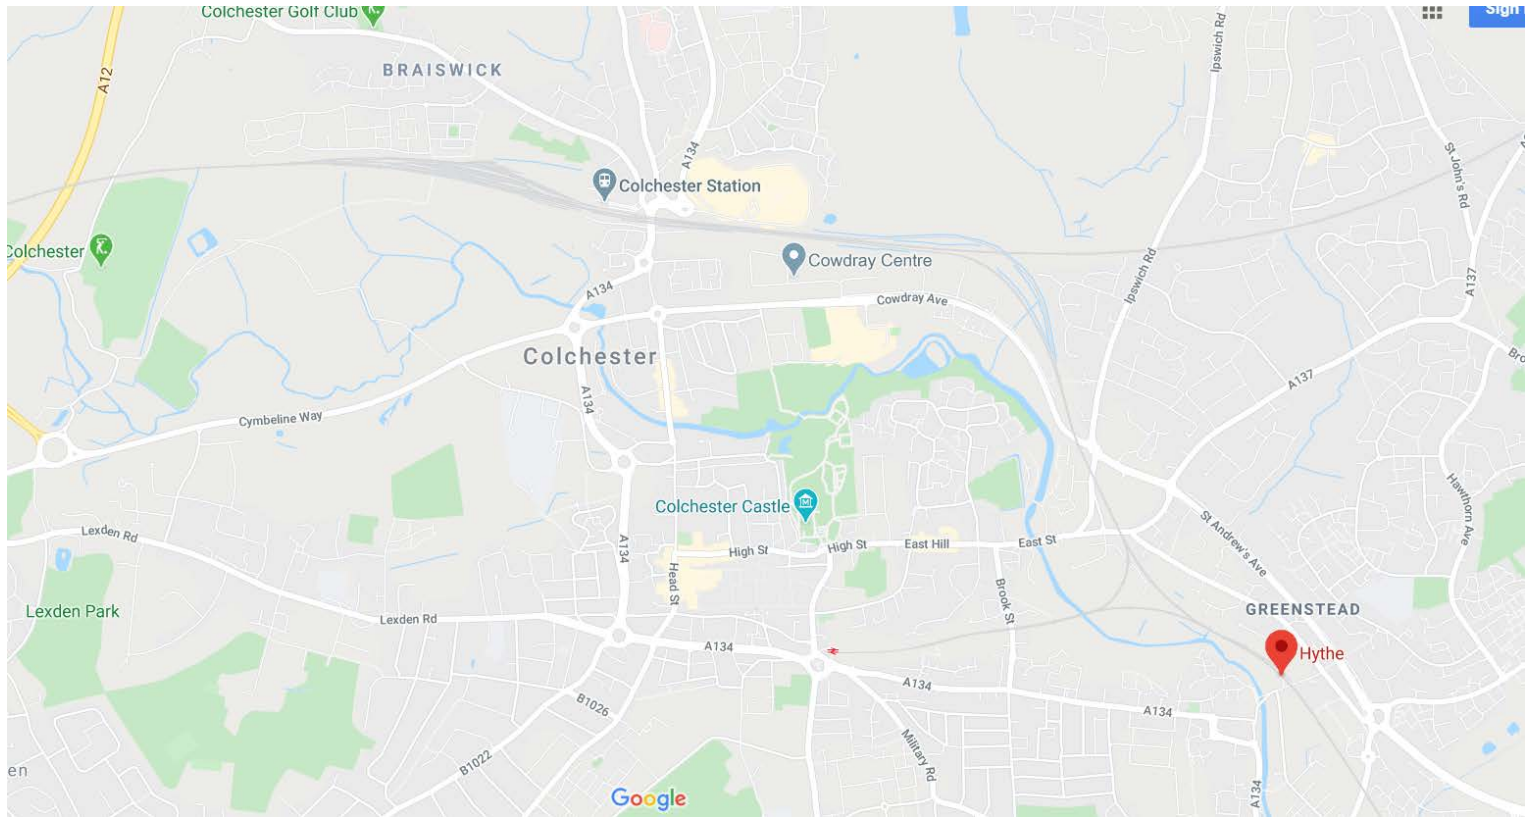 Colchester Golf Club
Sign
Ipswich Rd
BRAISWICK
A12
A134
St John's Rd
Colchester Station
Colchester
Cowdray Centre
Ipswich Rd
A137
A134
Cowdray Ave
Colchester
A137
A134
Cymbeline Way
Hawthorn Ave
Colchester Castle
Lexden Rd
St Andrew's Ave
A134
High St
High St
East Hill
East St
Head St
Brook St
Lexden Park
Lexden Rd
GREENSTEAD
A134
Hythe
A134
A134
B1026
Military Rd
B1022
en
A134
Google